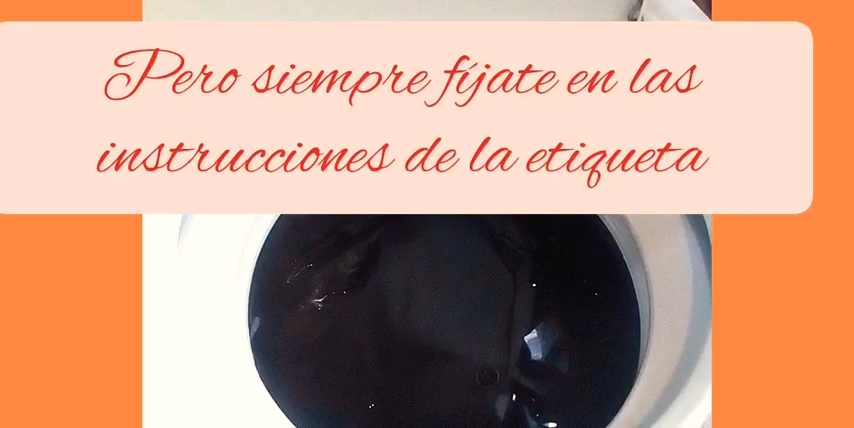 Pero siempre fíjate en las
instrucciones de la etiqueta